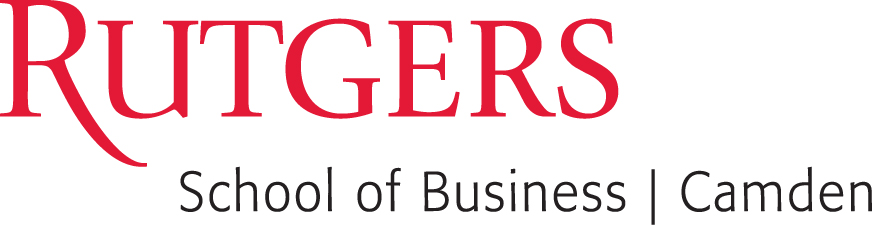 RUTGERS
School of Business | Camden